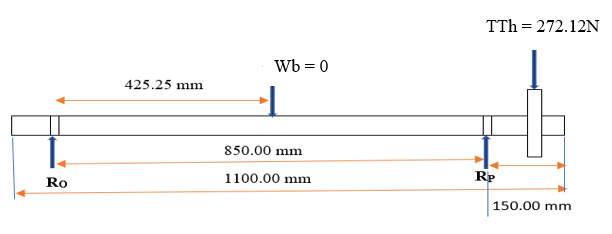 TTh = 272.12N
Wb = 0
425.25 mm
850.00 mm
RO
1100.00 mm
RP
150.00 mm